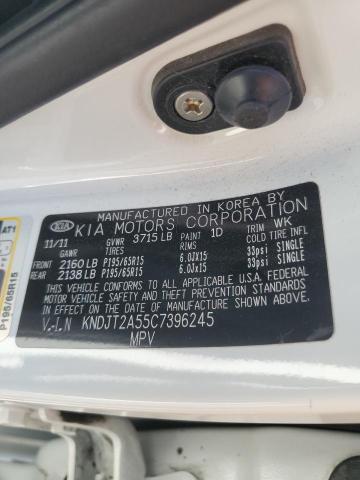 MANUFACTURED IN KOREA BY
KIA KIA MOTORS CORPORATION
11/11 GVWR 3715 LB PAINT 1D TRIM WK
TIRES RIMS COLD TIRE INFL
FRONT 2160 LB P195/65R15 6.0Jx15 33psi SINGLE
REAR 2138 LB P195/65R15 6.0Jx15 33psi SINGLE
THIS VEHICLE CONFORMS TO ALL APPLICABLE U.S.A. FEDERAL
MOTOR VEHICLE SAFETY AND THEFT PREVENTION STANDARDS
IN EFFECT ON THE DATE OF MANUFACTURE SHOWN ABOVE.
V.I.N KNDJT2A55C7396245
MPV
P195/65R15